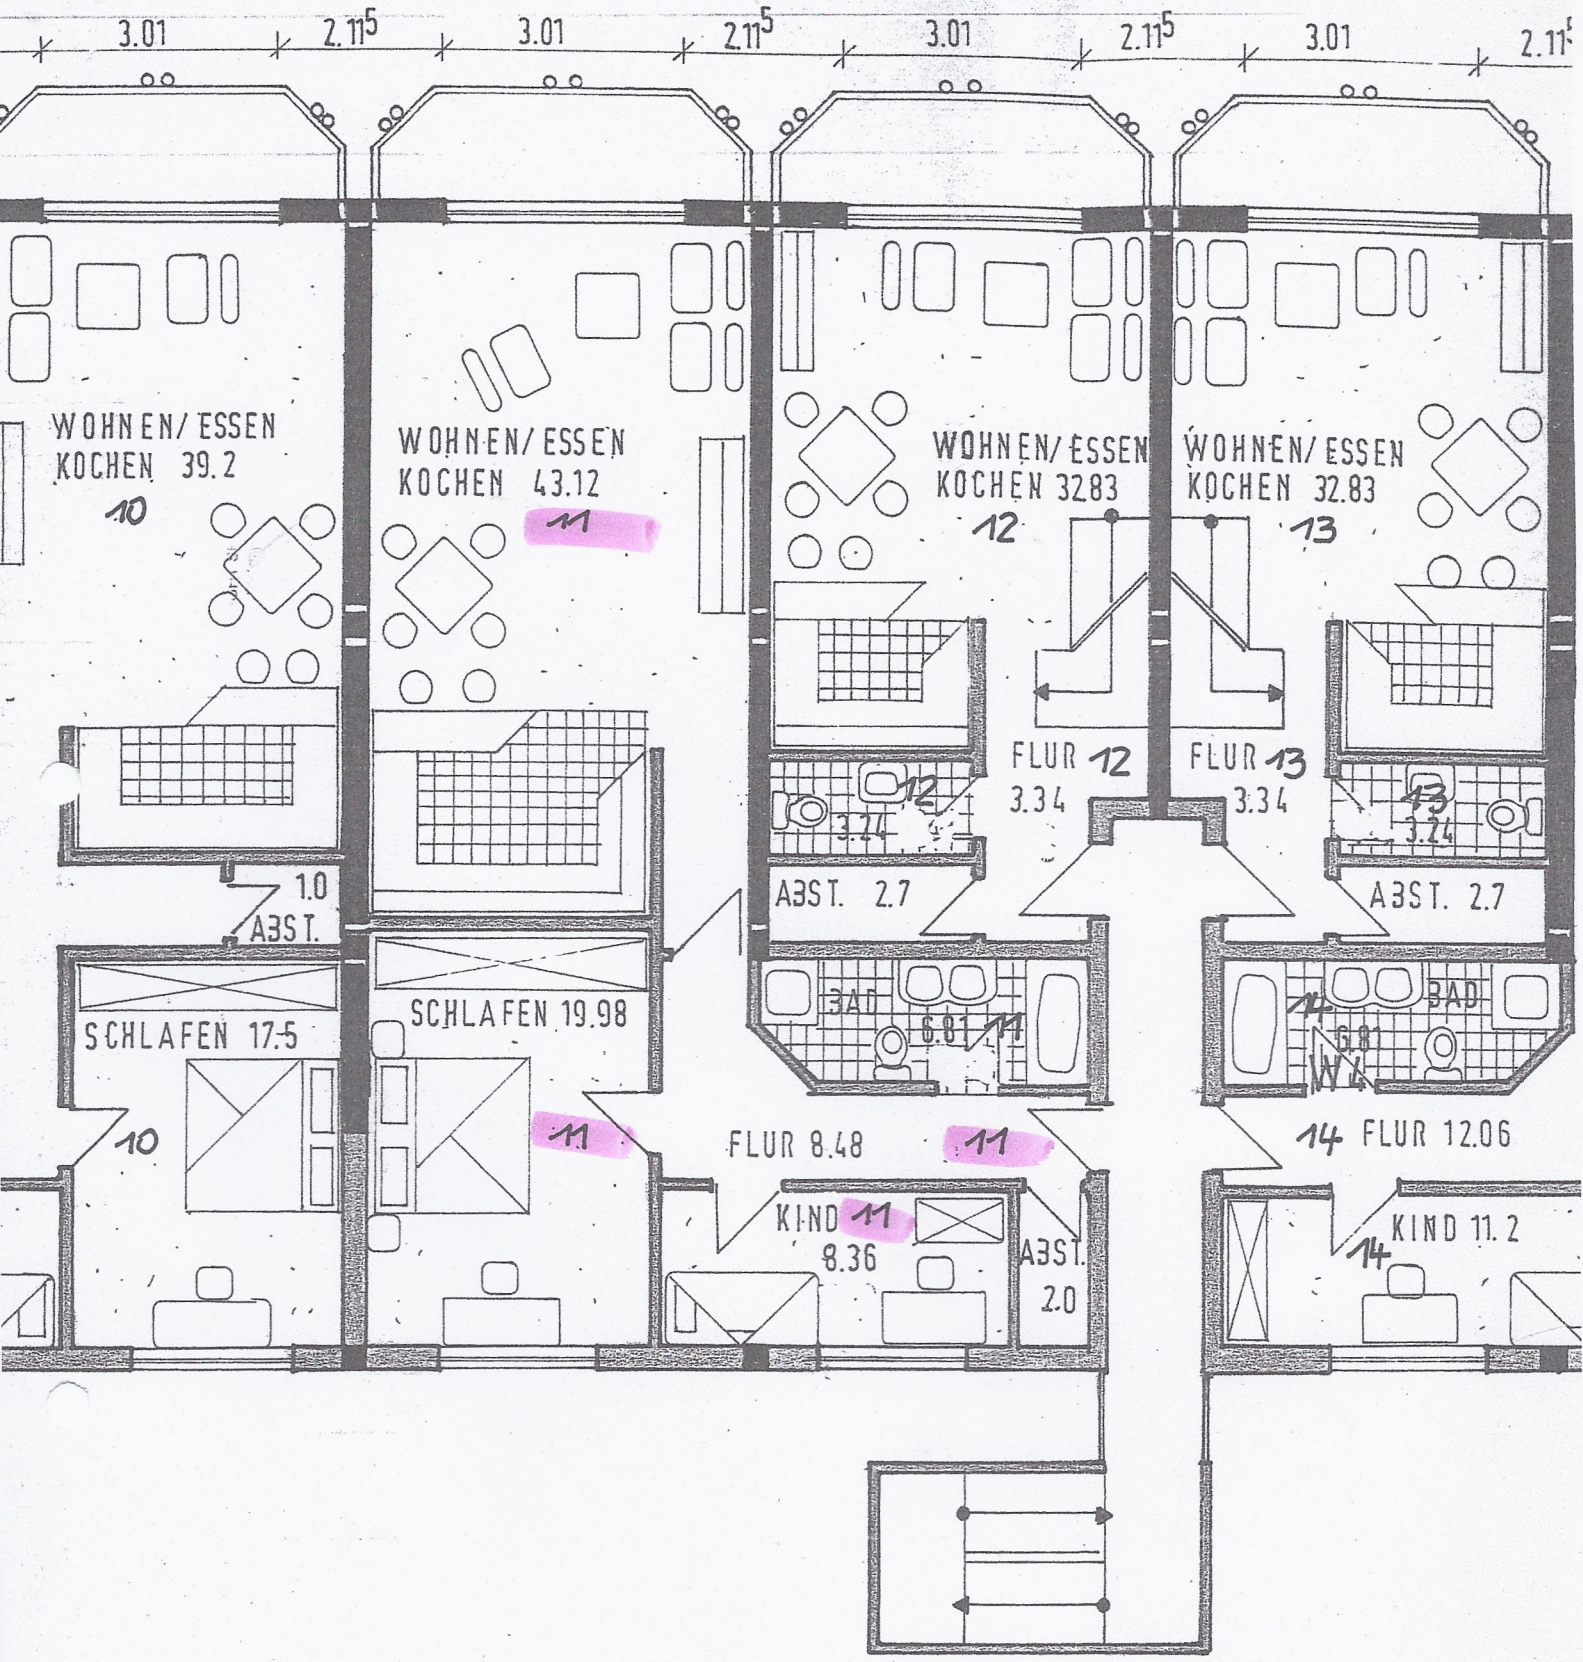 3.01 2.11⁵ 3.01 2.11⁵ 3.01 2.11⁵ 3.01 2.11⁵
WOHNEN/ESSEN
KOCHEN 39.2
10
WOHNEN/ESSEN
KOCHEN 43.12
11
WOHNEN/ESSEN
KOCHEN 32.83
12
WOHNEN/ESSEN
KOCHEN 32.83
13
FLUR 12
3.34
FLUR 13
3.34
12
3.24
13
3.24
1.0
ABST.
ABST. 2.7
ABST. 2.7
SCHLAFEN 17.5
10
SCHLAFEN 19.98
11
BAD
6.81 11
14 BAD
6.81
FLUR 8.48 11
14 FLUR 12.06
KIND 11
8.36
ABST.
2.0
KIND 11.2
14